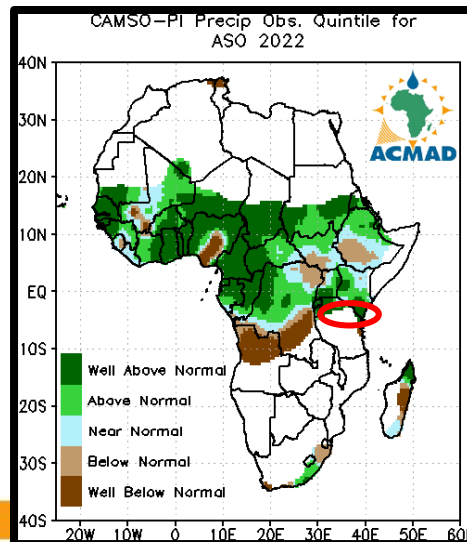 CAMSO-PI Precip Obs. Quintile for
ASO 2022
40N
30N
20N
10N
EQ
10S
20S
30S
40S
ACMAD
Well Above Normal
Above Normal
Near Normal
Below Normal
Well Below Normal
20W 10W 0 10E 20E 30E 40E 50E 60E